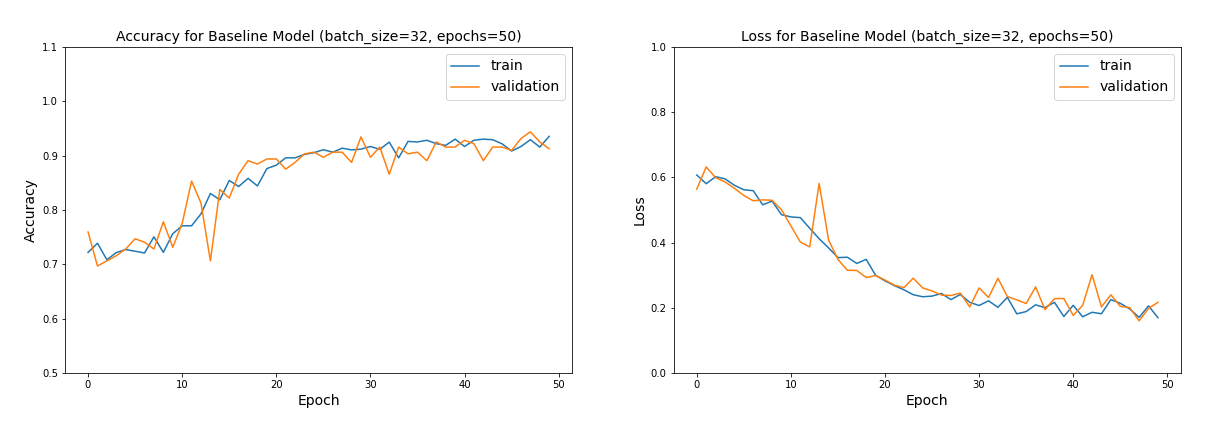 Accuracy for Baseline Model (batch_size=32, epochs=50)
1.1
1.0
0.9
0.8
0.7
0.6
0.5
Accuracy
train
validation
0 10 20 30 40 50
Epoch
Loss for Baseline Model (batch_size=32, epochs=50)
1.0
0.8
0.6
0.4
0.2
0.0
Loss
train
validation
0 10 20 30 40 50
Epoch